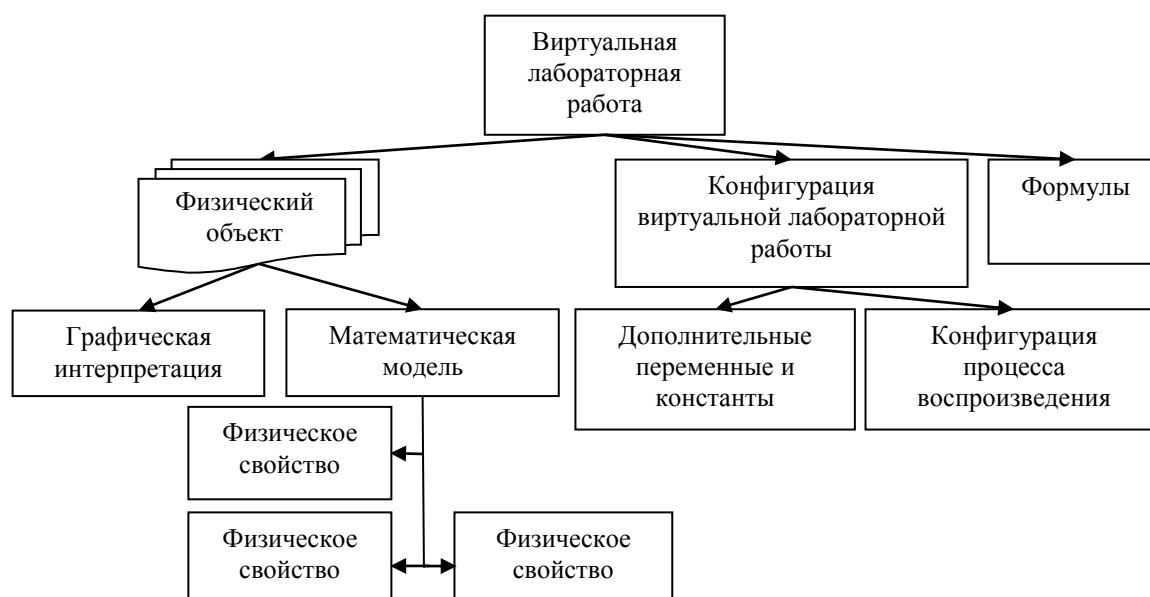 Виртуальная
лабораторная
работа
Физический
объект
Конфигурация
виртуальной лабораторной
работы
Формулы
Графическая
интерпретация
Математическая
модель
Дополнительные
переменные и
константы
Конфигурация
процесса
воспроизведения
Физическое
свойство
Физическое
свойство
Физическое
свойство